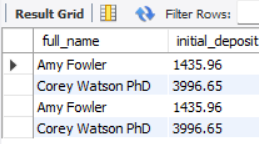 Result Grid Filter Rows:
full_name initial_deposit
Amy Fowler 1435.96
Corey Watson PhD 3996.65
Amy Fowler 1435.96
Corey Watson PhD 3996.65